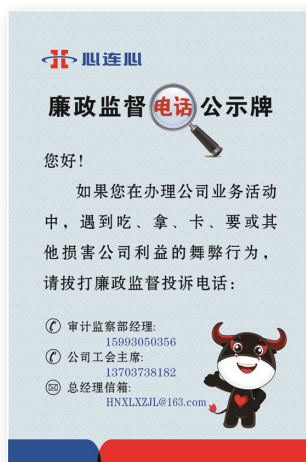 心连心
廉政监督电话公示牌
您好!
如果您在办理公司业务活动
中，遇到吃、拿、卡、要或其
他损害公司利益的舞弊行为，
请拔打廉政监督投诉电话：
审计监察部经理:
15993050356
公司工会主席:
13703738182
总经理信箱:
HNXLXZJL@163.com